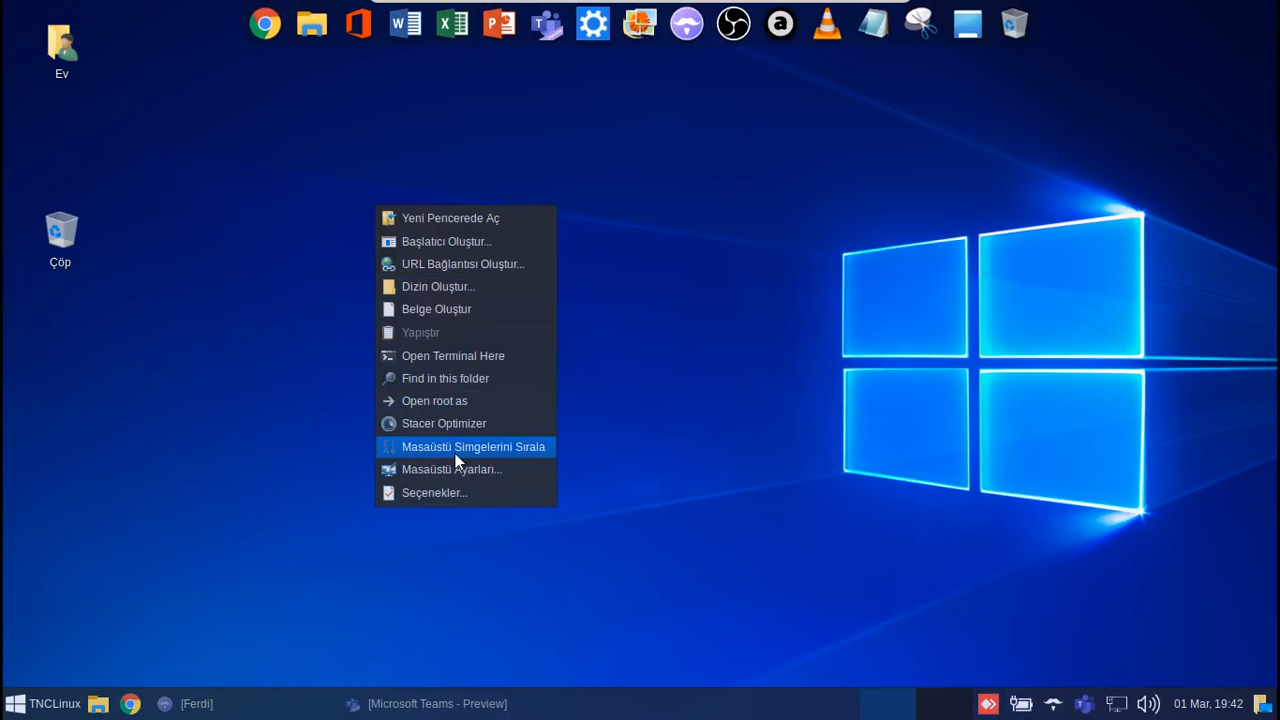 Ev
Çöp
Yeni Pencerede Aç
Başlatıcı Oluştur...
URL Bağlantısı Oluştur...
Dizin Oluştur...
Belge Oluştur
Yapıştır
Open Terminal Here
Find in this folder
Open root as
Stacer Optimizer
Masaüstü Simgelerini Sırala
Masaüstü Ayarları...
Seçenekler...
TNCLinux [Ferdi] [Microsoft Teams - Preview] 01 Mar, 19:42